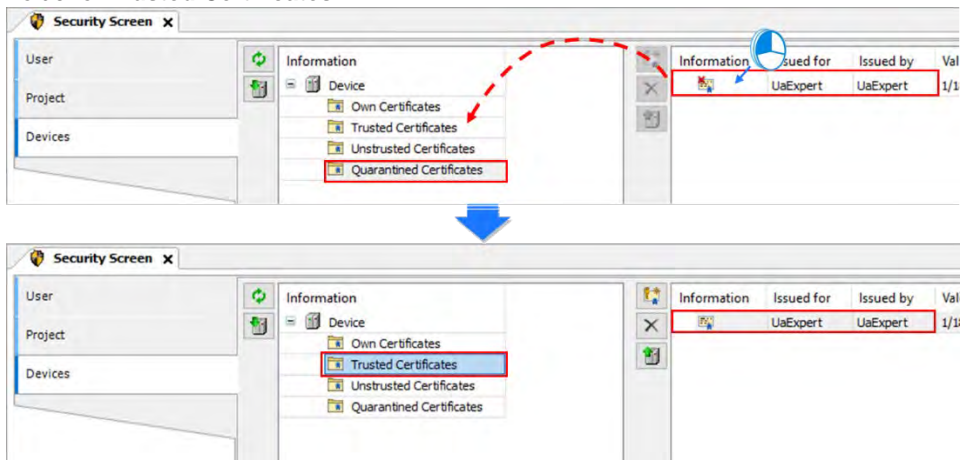 Security Screen X
User
Project
Devices
Information
Device
Own Certificates
Trusted Certificates
Unstrusted Certificates
Quarantined Certificates
Information Issued for Issued by
UaExpert UaExpert
Security Screen X
User
Project
Devices
Information
Device
Own Certificates
Trusted Certificates
Unstrusted Certificates
Quarantined Certificates
Information Issued for Issued by
UaExpert UaExpert